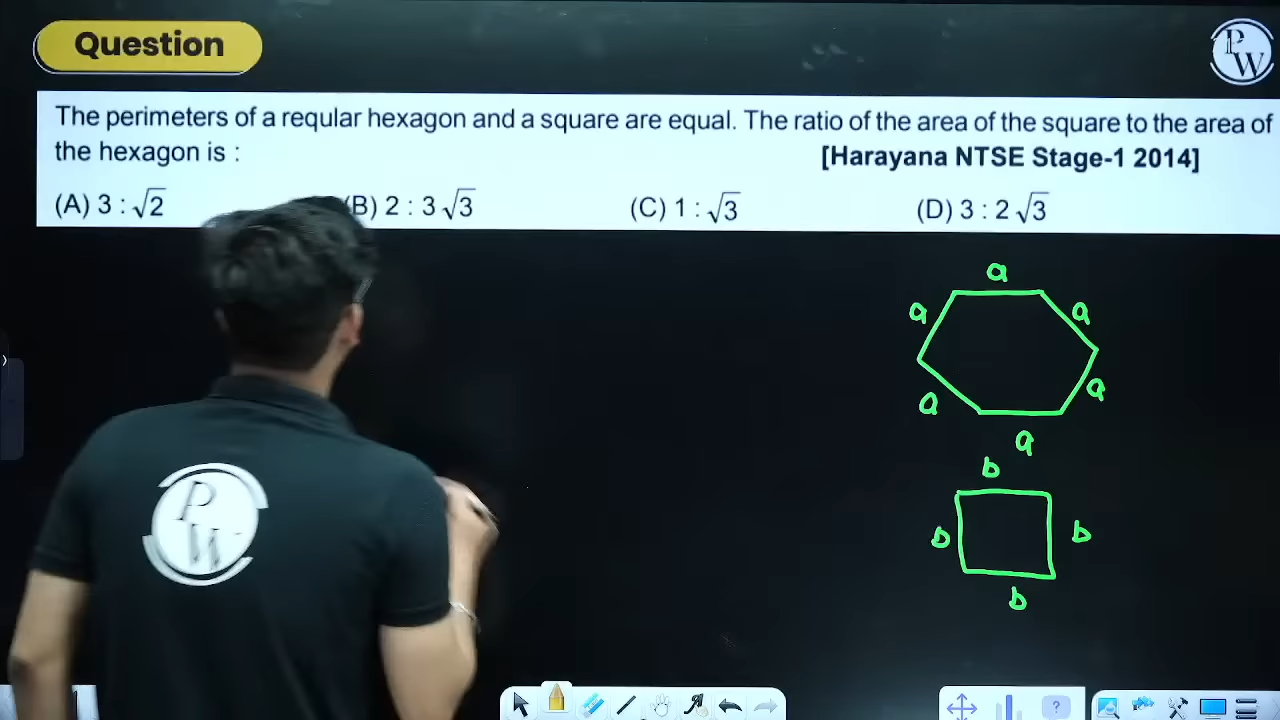 Question
PW
The perimeters of a reqular hexagon and a square are equal. The ratio of the area of the square to the area of
the hexagon is :
[Harayana NTSE Stage-1 2014]
(A) 3 : √2
(B) 2 : 3√3
(C) 1 : √3
(D) 3 : 2√3
a
a
a
a
a
a
b
b
b
b
PW
?